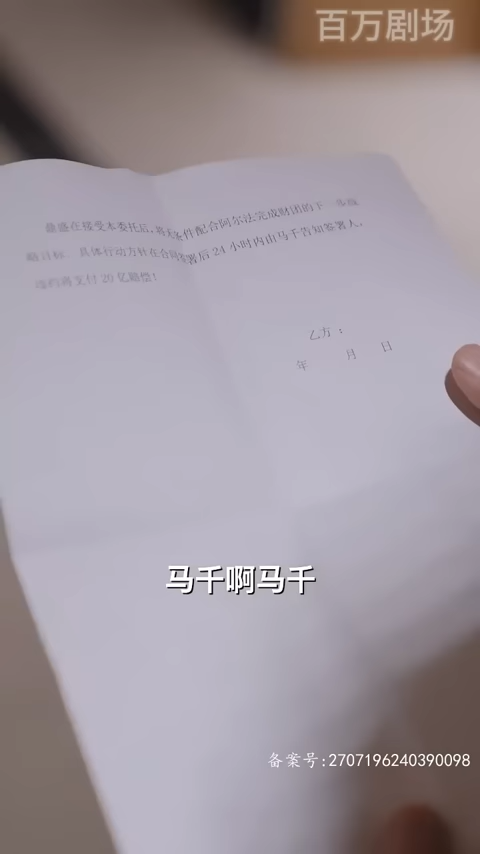 百万剧场
鼎盛在接受本委托后,将无条件配合阿尔法完成财团的下一步战
略目标。具体行动方针在合同签署后24小时内由马千告知签署人,
违约将支付20亿赔偿!
乙方：
年 月 日
马千啊马千
备案号:2707196240390098